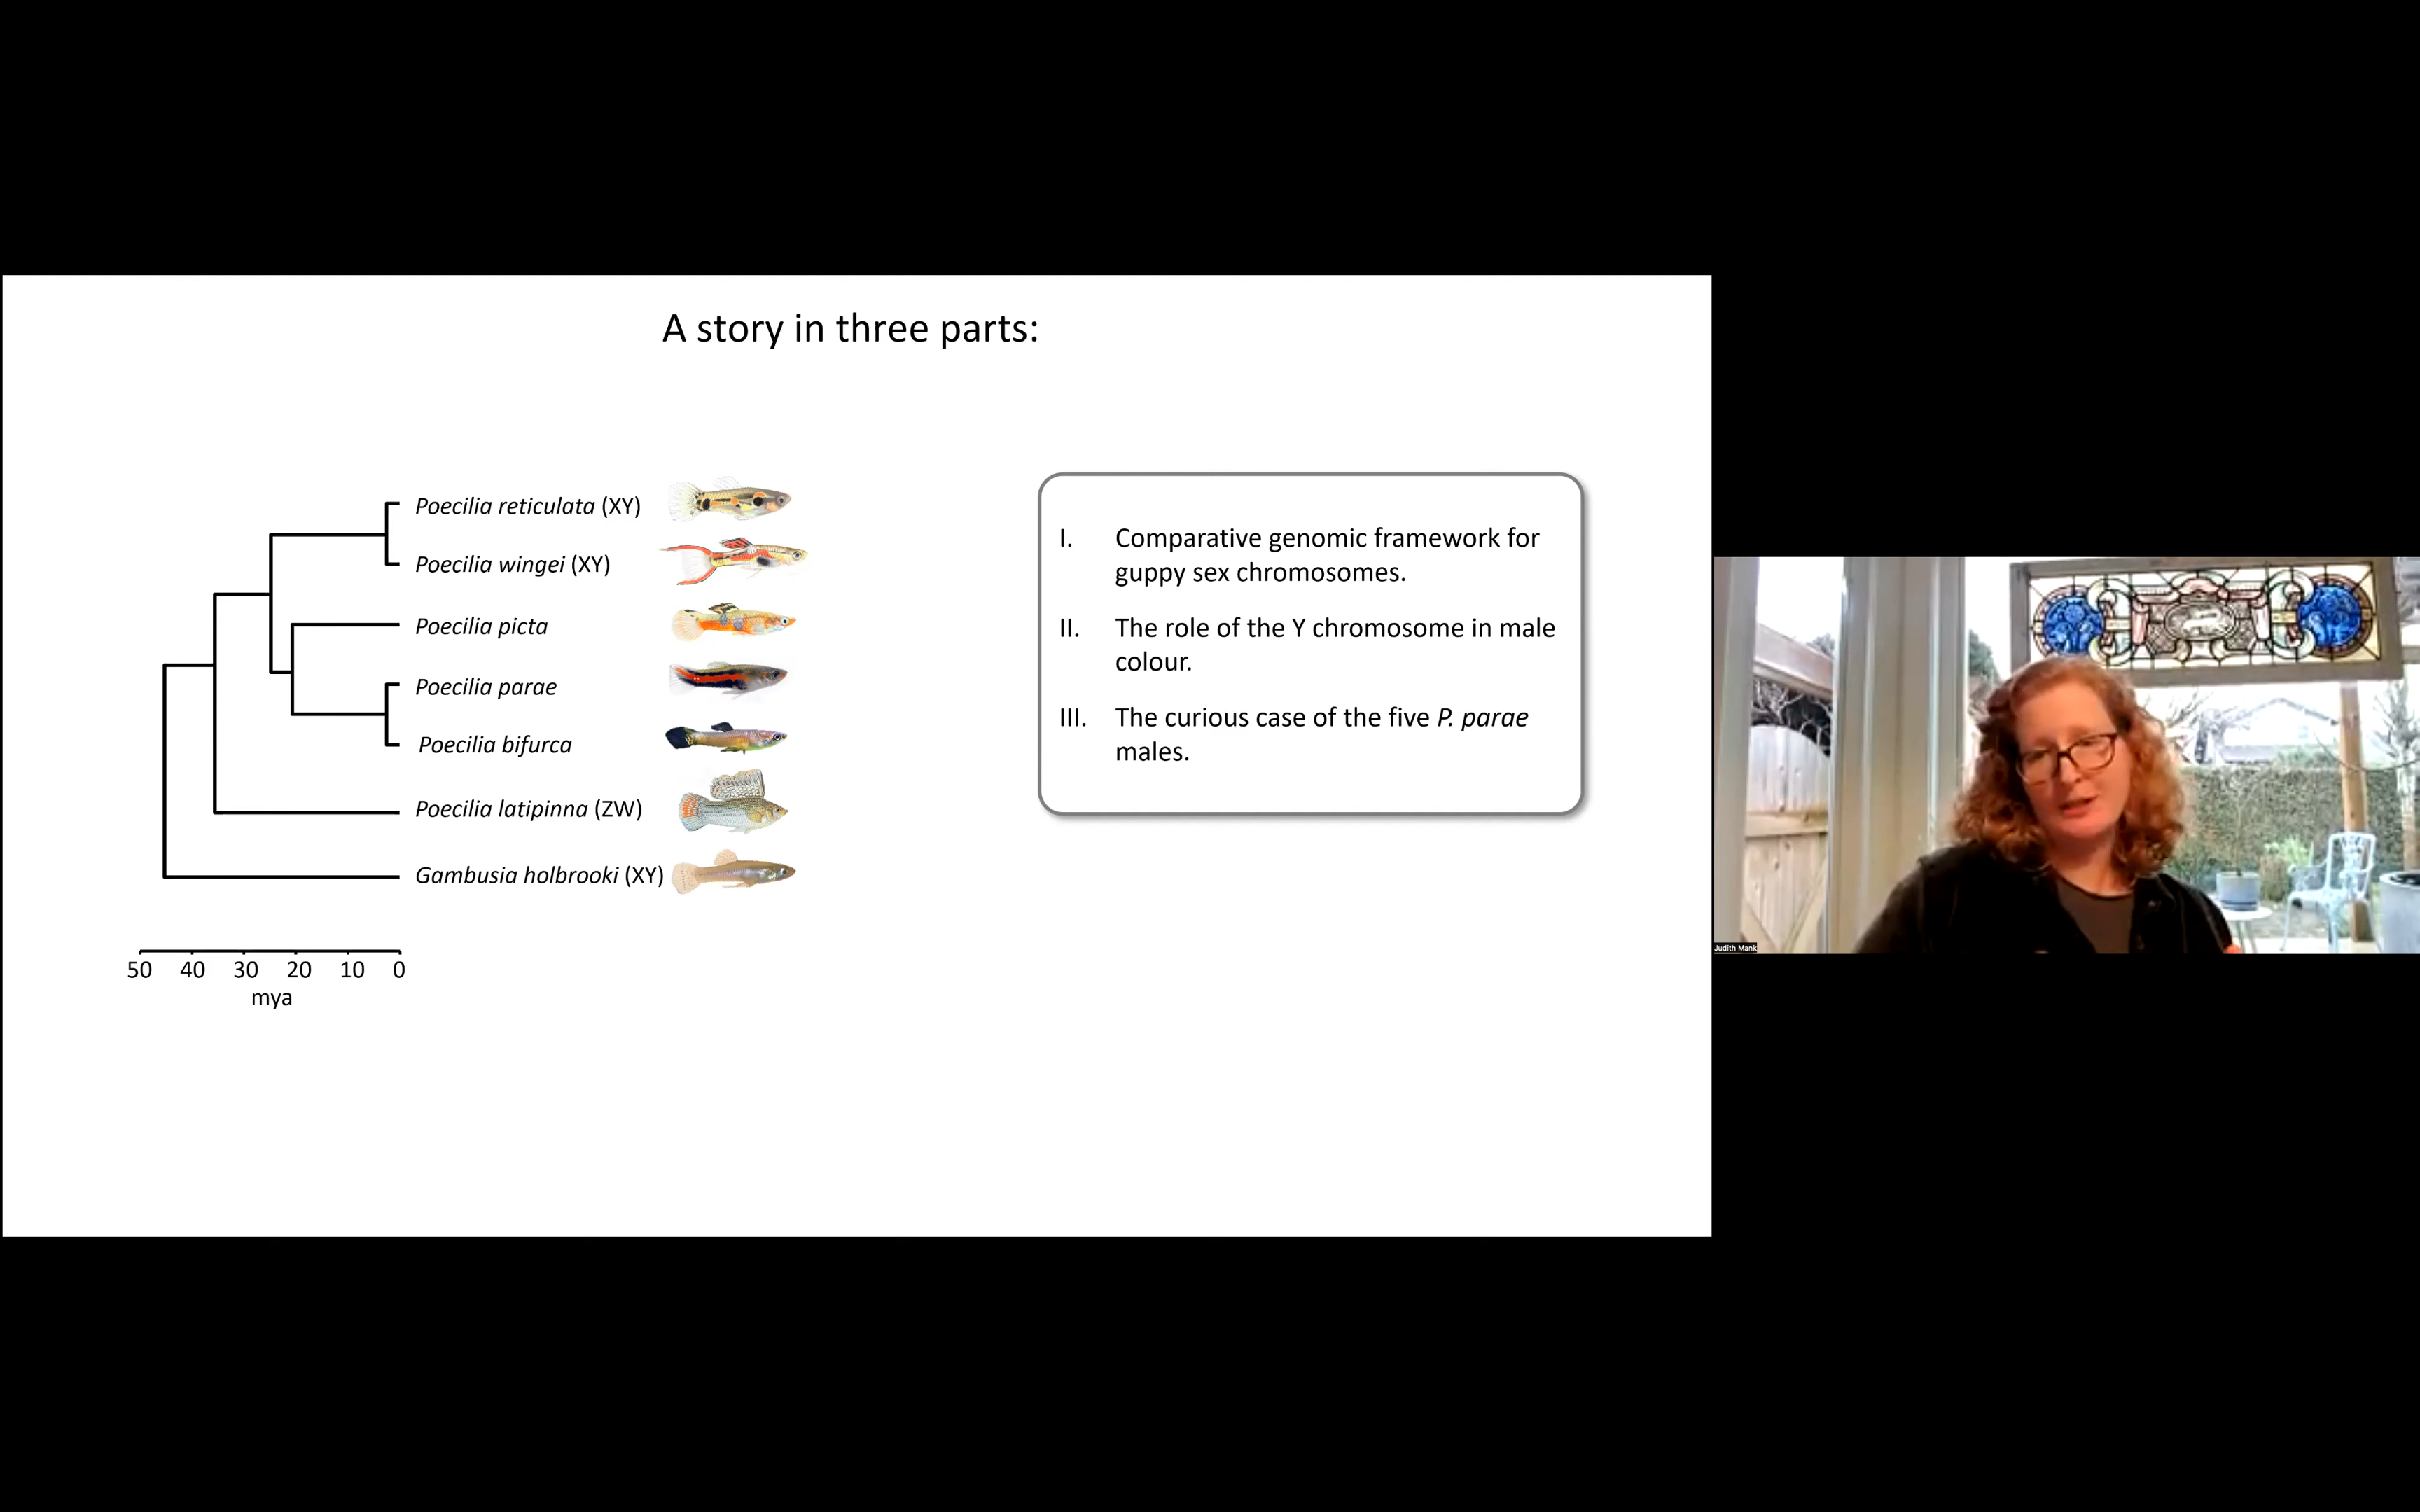 A story in three parts:
Poecilia reticulata (XY)
Poecilia wingei (XY)
Poecilia picta
Poecilia parae
Poecilia bifurca
Poecilia latipinna (ZW)
Gambusia holbrooki (XY)
50 40 30 20 10 0
mya
I. Comparative genomic framework for
guppy sex chromosomes.
II. The role of the Y chromosome in male
colour.
III. The curious case of the five P. parae
males.
Judith Mank